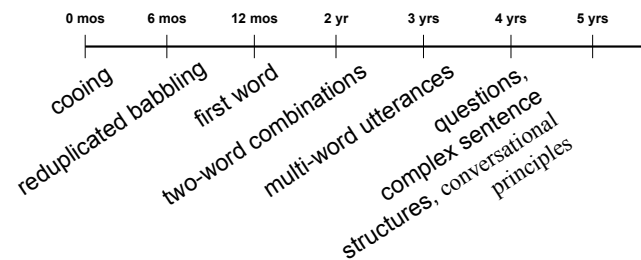 0 mos 6 mos 12 mos 2 yr 3 yrs 4 yrs 5 yrs
cooing
reduplicated babbling
first word
two-word combinations
multi-word utterances
questions,
complex sentence
structures, conversational
principles